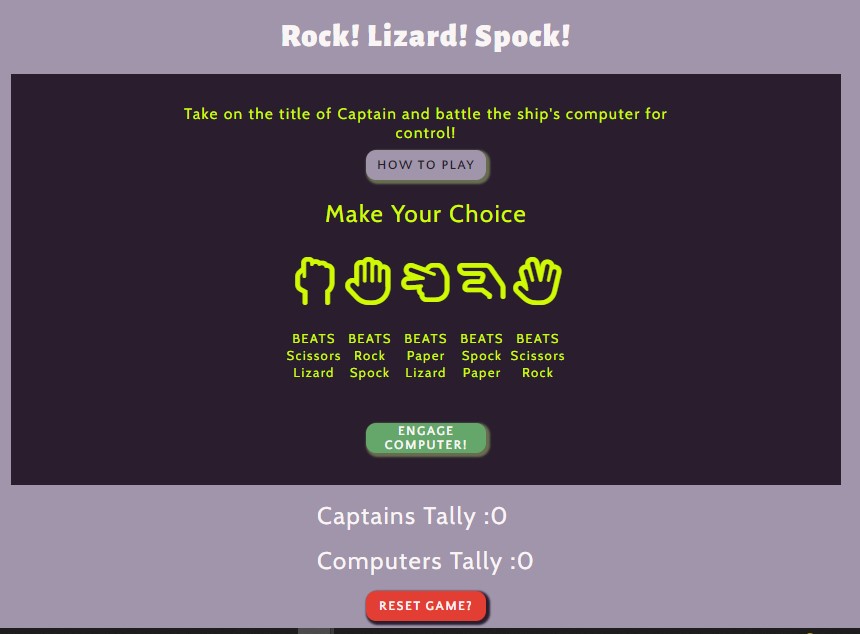 Rock! Lizard! Spock!
Take on the title of Captain and battle the ship's computer for
control!
HOW TO PLAY
Make Your Choice
BEATS BEATS BEATS BEATS BEATS
Scissors Rock Paper Spock Scissors
Lizard Spock Lizard Paper Rock
ENGAGE
COMPUTER!
Captains Tally :0
Computers Tally :0
RESET GAME?